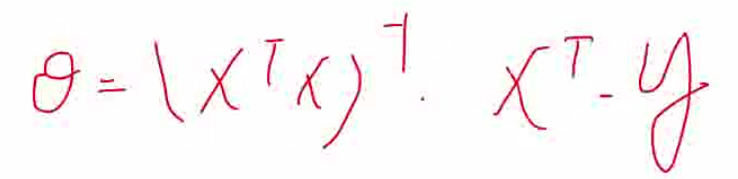 θ = (XᵀX)⁻¹. Xᵀ - y